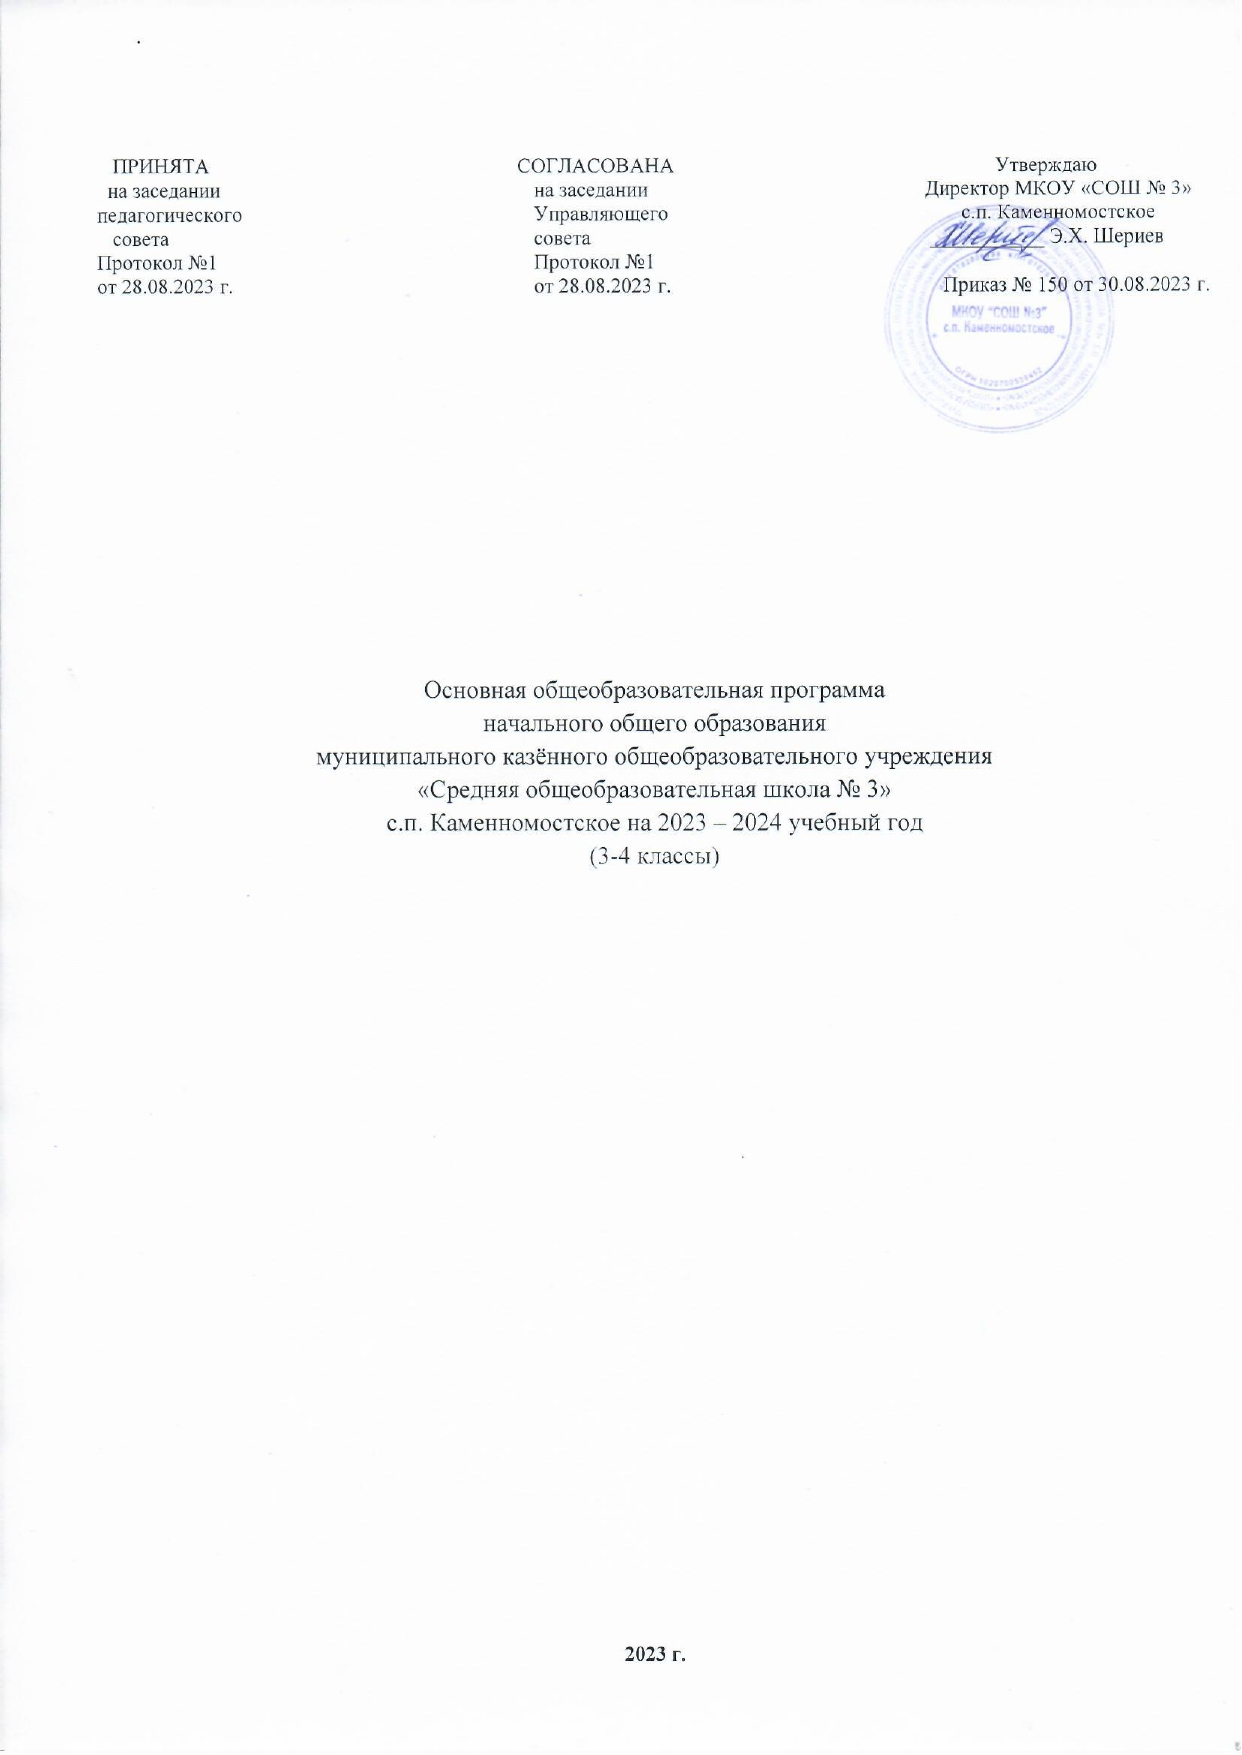 ПРИНЯТА
на заседании
педагогического
совета
Протокол №1
от 28.08.2023 г.
СОГЛАСОВАНА
на заседании
Управляющего
совета
Протокол №1
от 28.08.2023 г.
Утверждаю
Директор МКОУ «СОШ № 3»
с.п. Каменномостское
Э.Х. Шериев
Приказ № 150 от 30.08.2023 г.
МКОУ "СОШ №3"
с.п. Каменномостское
Основная общеобразовательная программа
начального общего образования
муниципального казённого общеобразовательного учреждения
«Средняя общеобразовательная школа № 3»
с.п. Каменномостское на 2023 – 2024 учебный год
(3-4 классы)
2023 г.